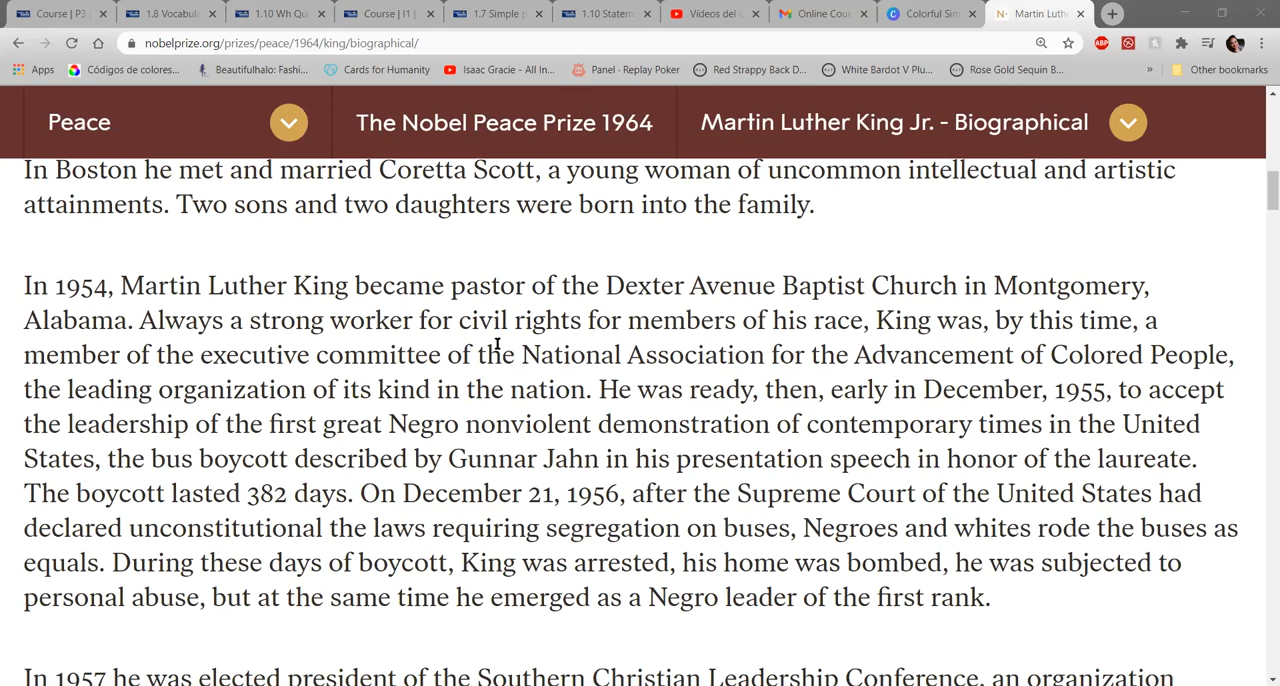 Course | P3
1.8 Vocabula
1.10 Wh Qu
Course | I1 |
1.7 Simple p
1.10 Statem
Vídeos del c
Online Cour
Colorful Sim
Martin Luth
nobelprize.org/prizes/peace/1964/king/biographical/
Apps
Códigos de colores...
Beautifulhalo: Fashi...
Cards for Humanity
Isaac Gracie - All In...
Panel · Replay Poker
Red Strappy Back D...
White Bardot V Plu...
Rose Gold Sequin B...
»
Other bookmarks
Peace
The Nobel Peace Prize 1964
Martin Luther King Jr. - Biographical
In Boston he met and married Coretta Scott, a young woman of uncommon intellectual and artistic
attainments. Two sons and two daughters were born into the family.
In 1954, Martin Luther King became pastor of the Dexter Avenue Baptist Church in Montgomery,
Alabama. Always a strong worker for civil rights for members of his race, King was, by this time, a
member of the executive committee of the National Association for the Advancement of Colored People,
the leading organization of its kind in the nation. He was ready, then, early in December, 1955, to accept
the leadership of the first great Negro nonviolent demonstration of contemporary times in the United
States, the bus boycott described by Gunnar Jahn in his presentation speech in honor of the laureate.
The boycott lasted 382 days. On December 21, 1956, after the Supreme Court of the United States had
declared unconstitutional the laws requiring segregation on buses, Negroes and whites rode the buses as
equals. During these days of boycott, King was arrested, his home was bombed, he was subjected to
personal abuse, but at the same time he emerged as a Negro leader of the first rank.
In 1957 he was elected president of the Southern Christian Leadership Conference, an organization